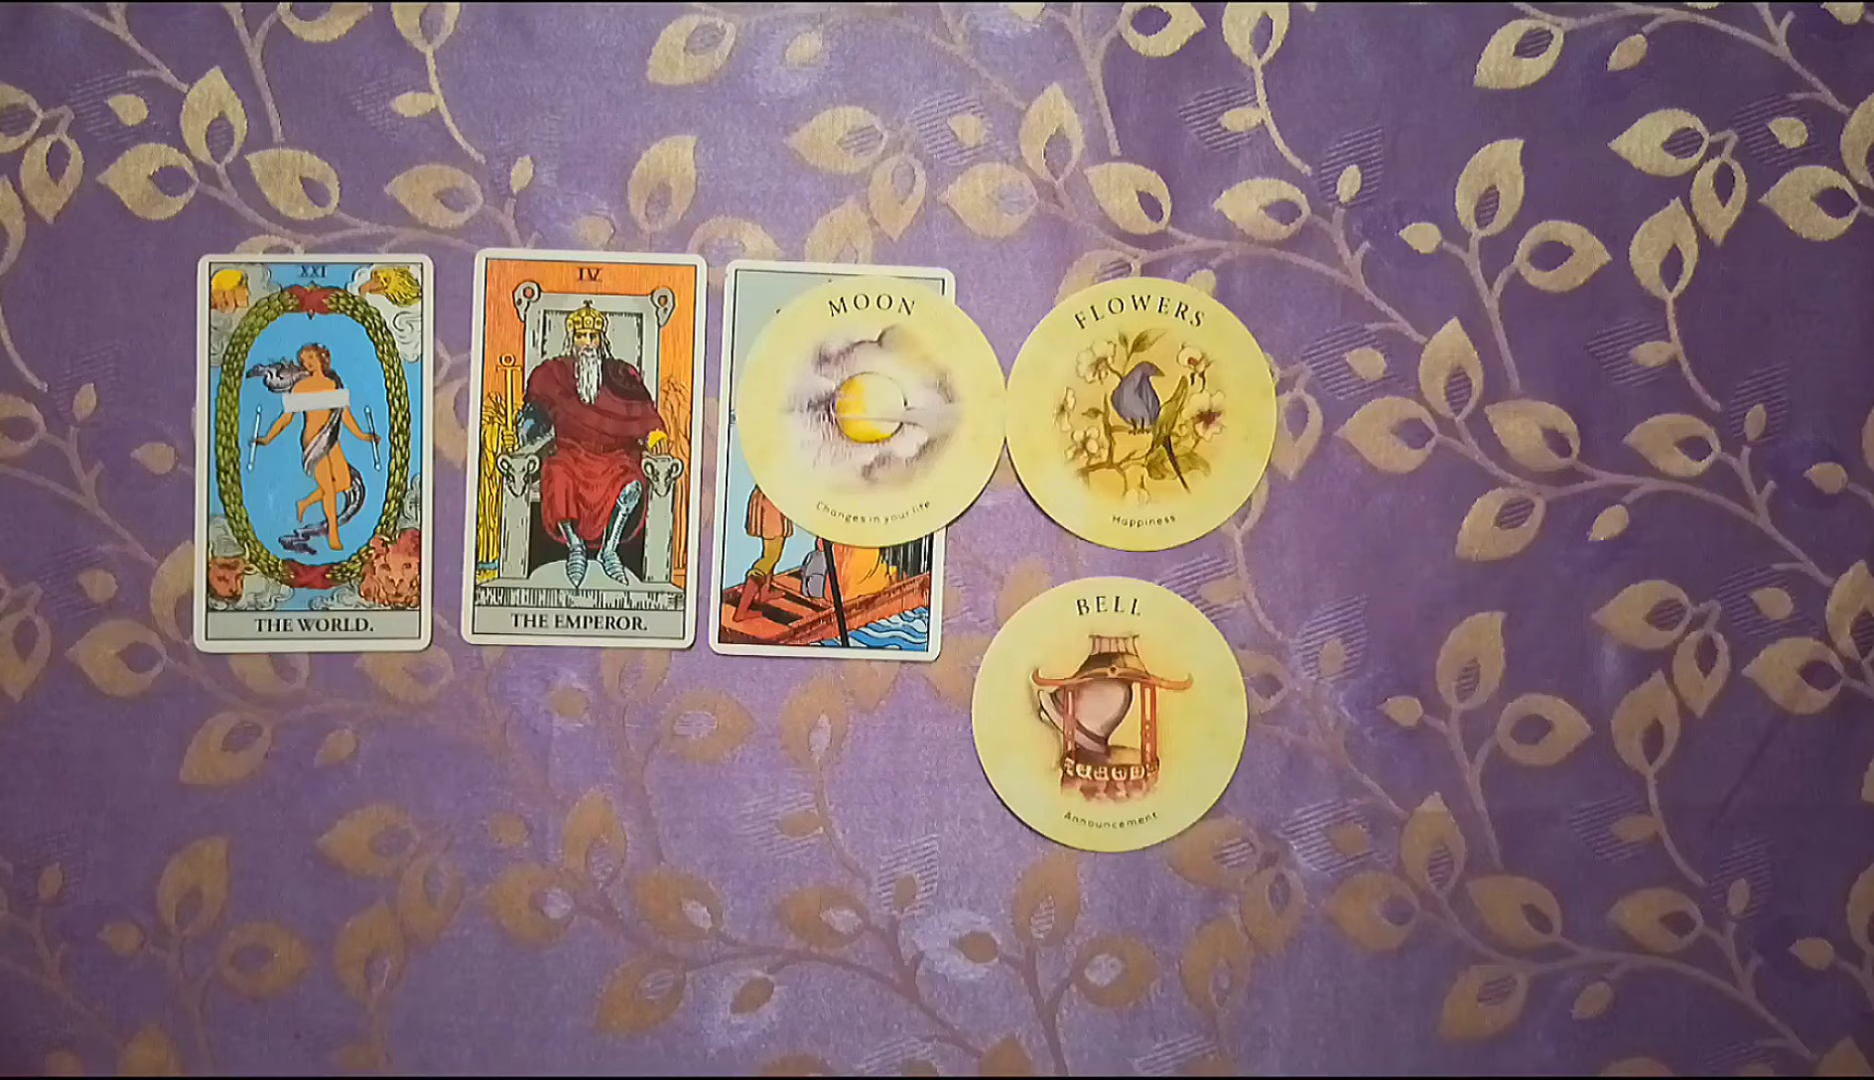 XXI
THE WORLD.
IV
THE EMPEROR.
MOON
Changes in your life
FLOWERS
Happiness
BELL
Announcement